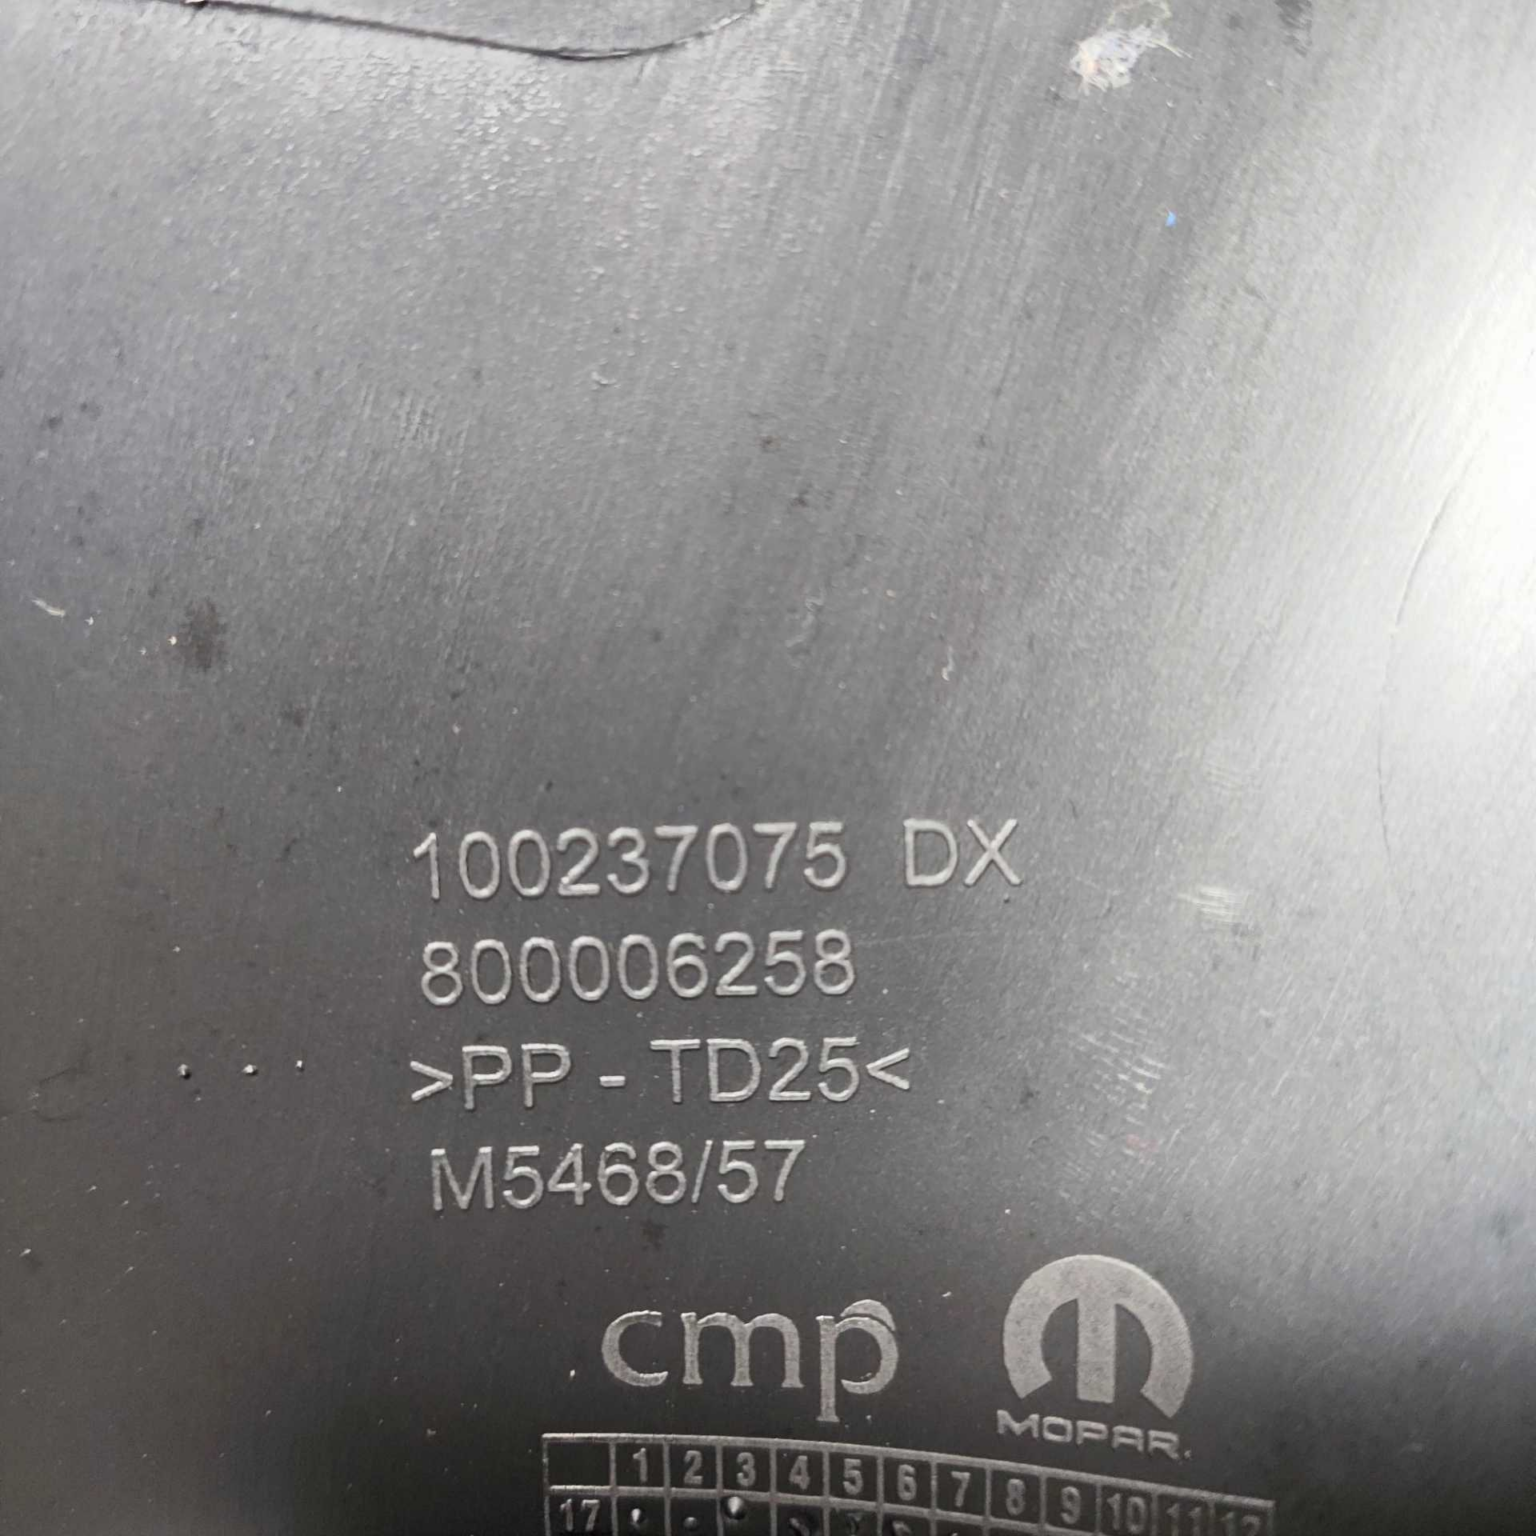 100237075 DX
800006258
>PP - TD25<
M5468/57
cmp
MOPAR
1 2 3 4 5 6 7 8 9 10 11 12
17